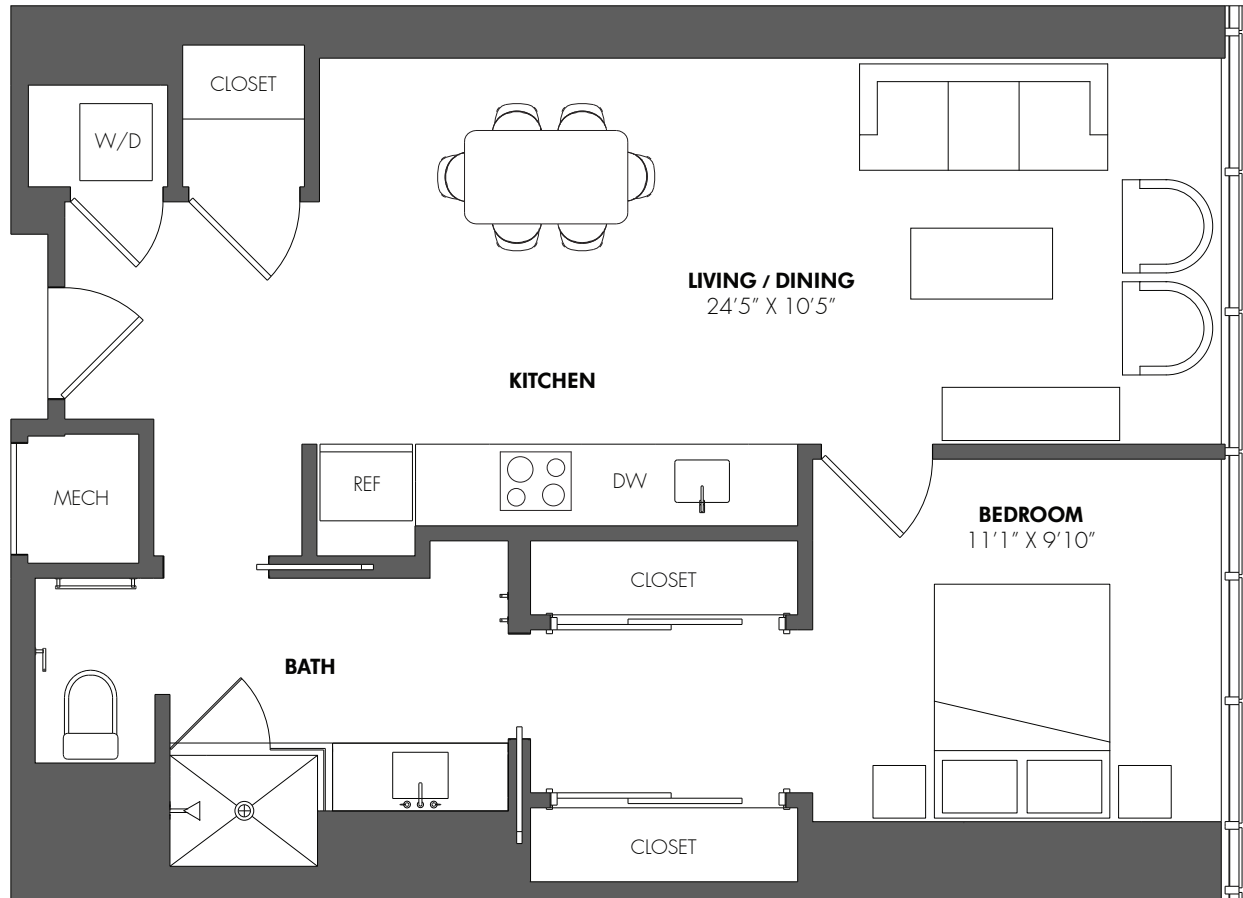 CLOSET
W/D
LIVING / DINING
24'5" X 10'5"
KITCHEN
REF
DW
MECH
BEDROOM
11'1" X 9'10"
CLOSET
BATH
CLOSET